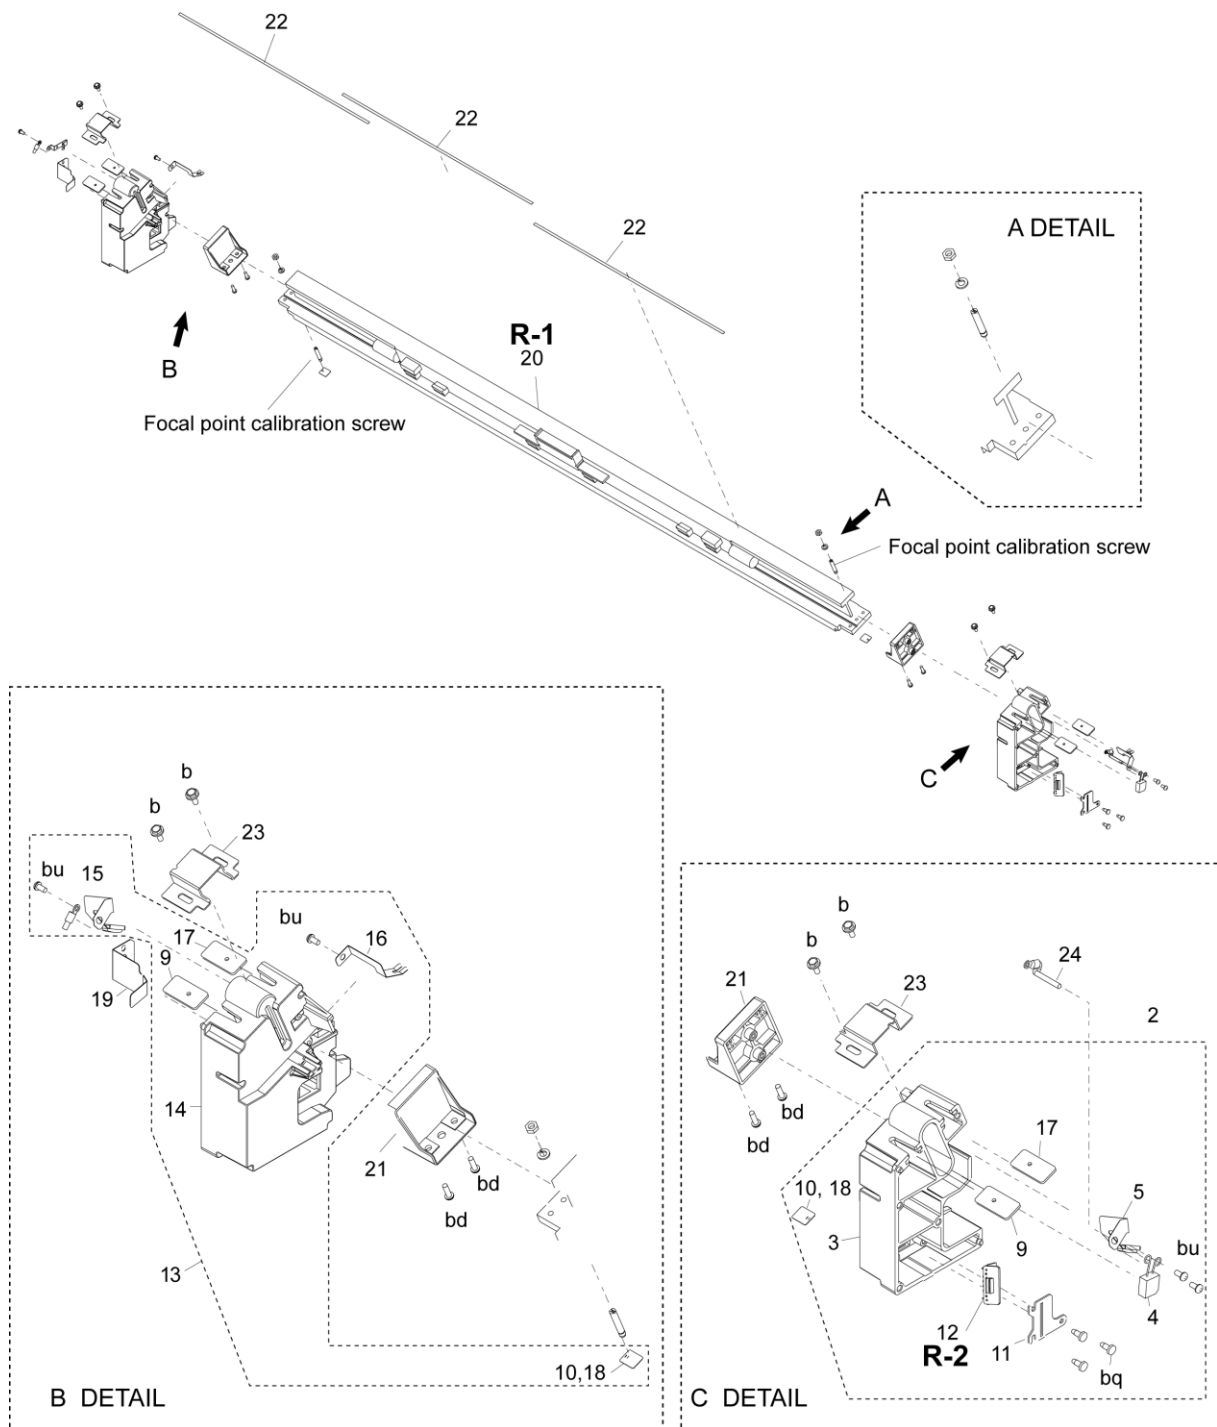 22
22
22
A DETAIL
R-1
20
B
Focal point calibration screw
A
Focal point calibration screw
C
b
b
23
bu
15
bu
16
17
9
19
14
21
bd
bd
13
10,18
B DETAIL
b
b
24
21
23
2
bd
bd
17
10, 18
5
3
9
bu
4
12
R-2
11
bq
C DETAIL